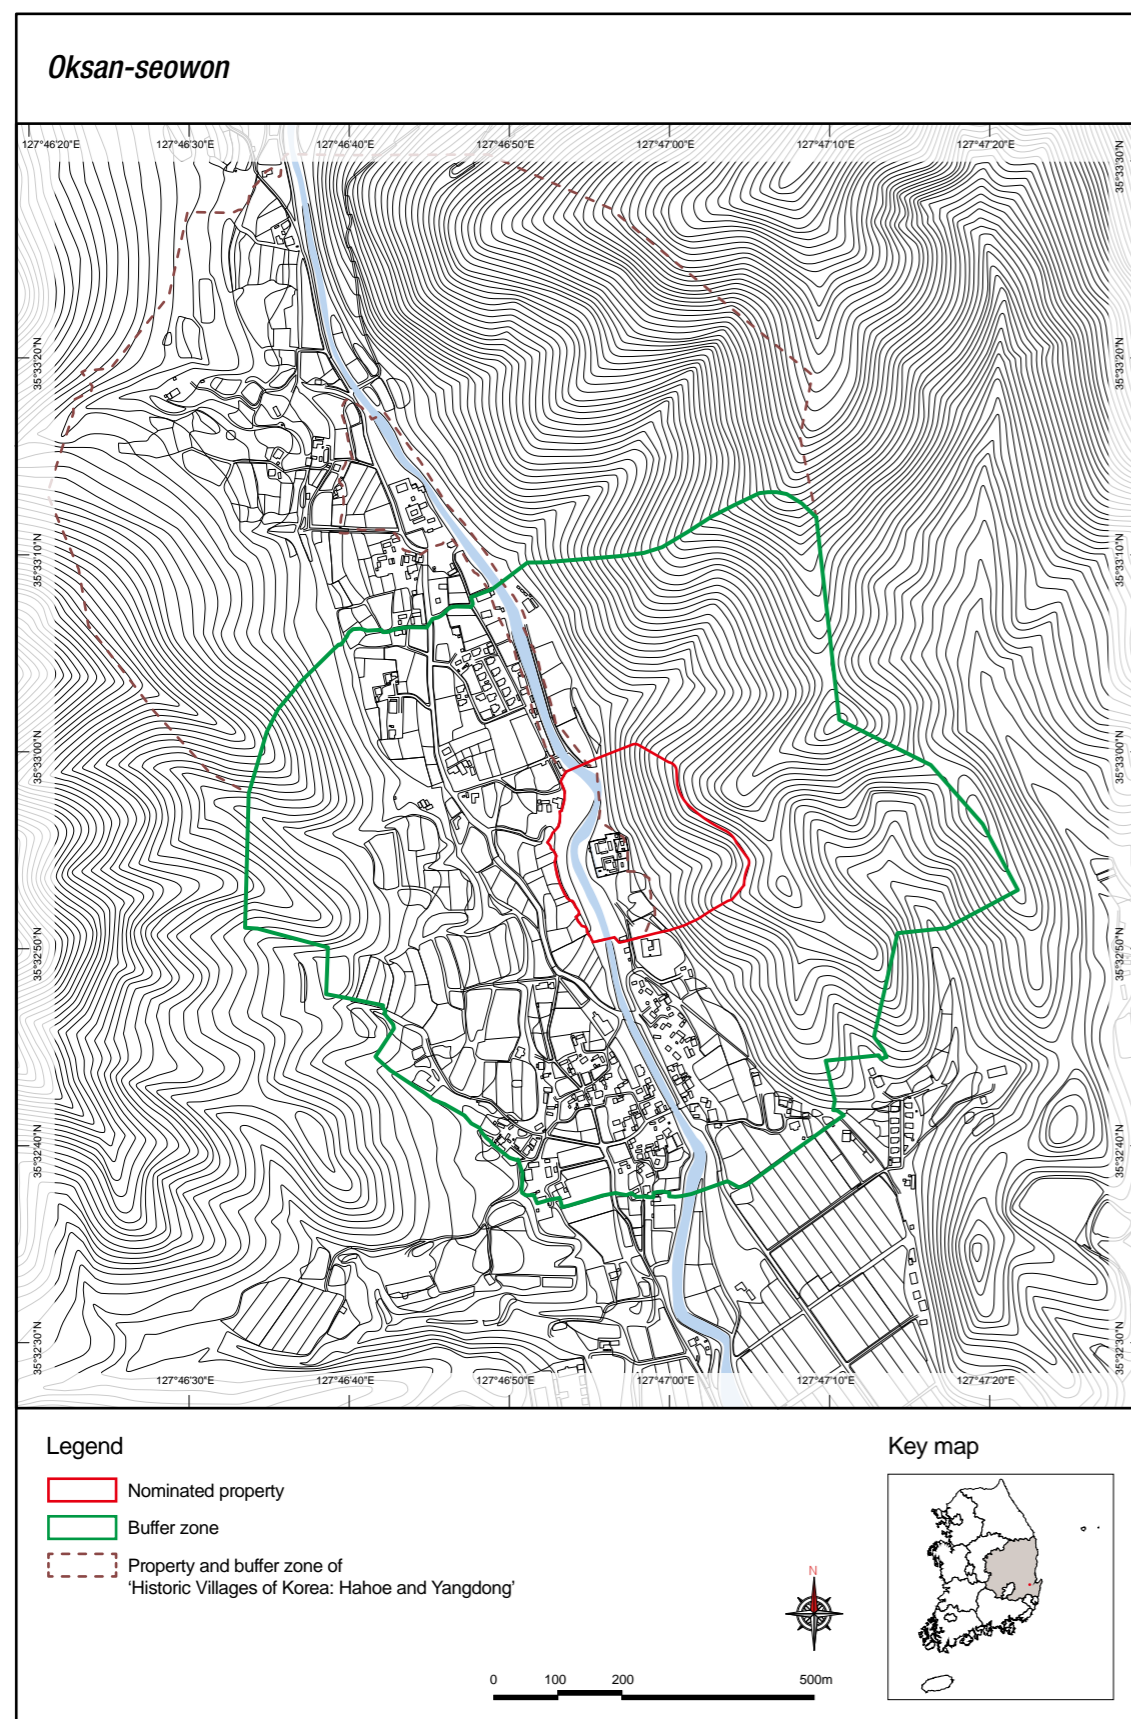 Oksan-seowon
127°46'20"E
127°46'30"E
127°46'40"E
127°46'50"E
127°47'00"E
127°47'10"E
127°47'20"E
35°33'30"N
35°33'30"N
35°33'20"N
35°33'20"N
35°33'10"N
35°33'10"N
35°33'00"N
35°33'00"N
35°32'50"N
35°32'50"N
35°32'40"N
35°32'40"N
35°32'30"N
35°32'30"N
127°46'30"E
127°46'40"E
127°46'50"E
127°47'00"E
127°47'10"E
127°47'20"E
Legend
Nominated property
Buffer zone
Property and buffer zone of
‘Historic Villages of Korea: Hahoe and Yangdong’
Key map
N
0
100
200
500m